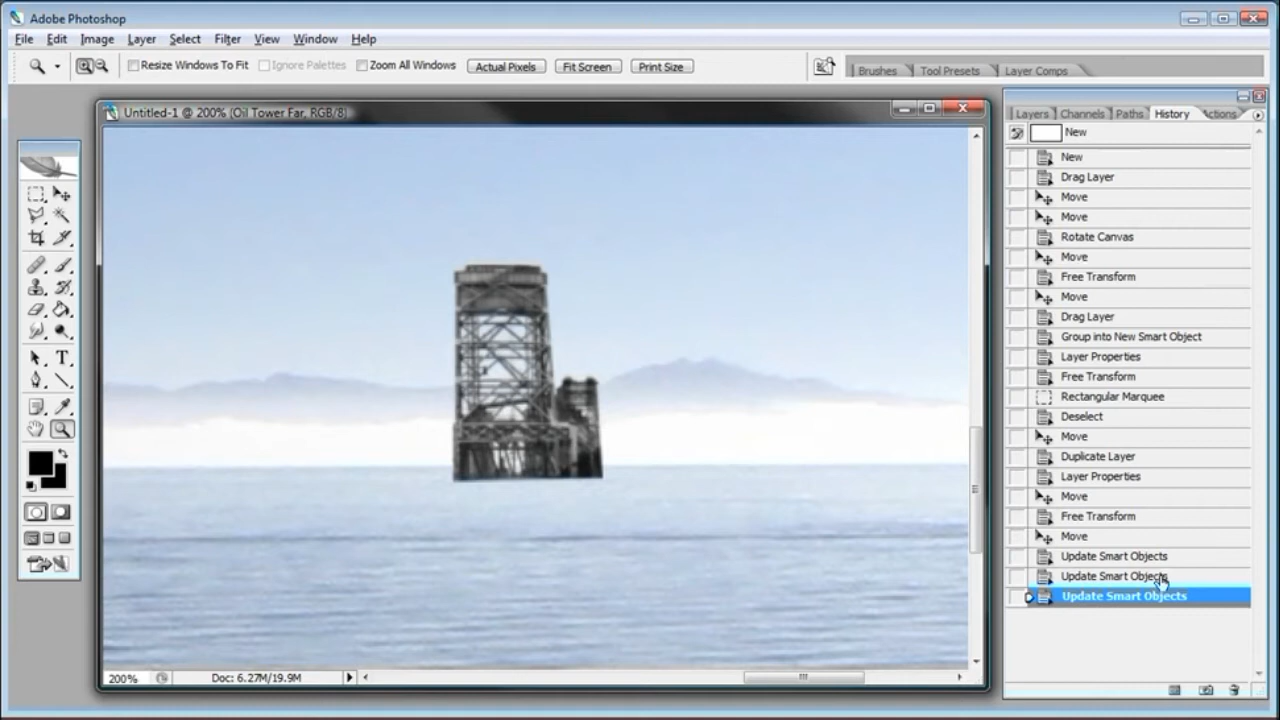 Adobe Photoshop
File Edit Image Layer Select Filter View Window Help
Resize Windows To Fit Ignore Palettes Zoom All Windows Actual Pixels Fit Screen Print Size Brushes Tool Presets Layer Comps
Untitled-1 @ 200% (Oil Tower Far, RGB/8)
Layers Channels Paths History Actions
New
New
Drag Layer
Move
Move
Rotate Canvas
Move
Free Transform
Move
Drag Layer
Group into New Smart Object
Layer Properties
Free Transform
Rectangular Marquee
Deselect
Move
Duplicate Layer
Layer Properties
Move
Free Transform
Move
Update Smart Objects
Update Smart Objects
Update Smart Objects
200% Doc: 6.27M/19.9M